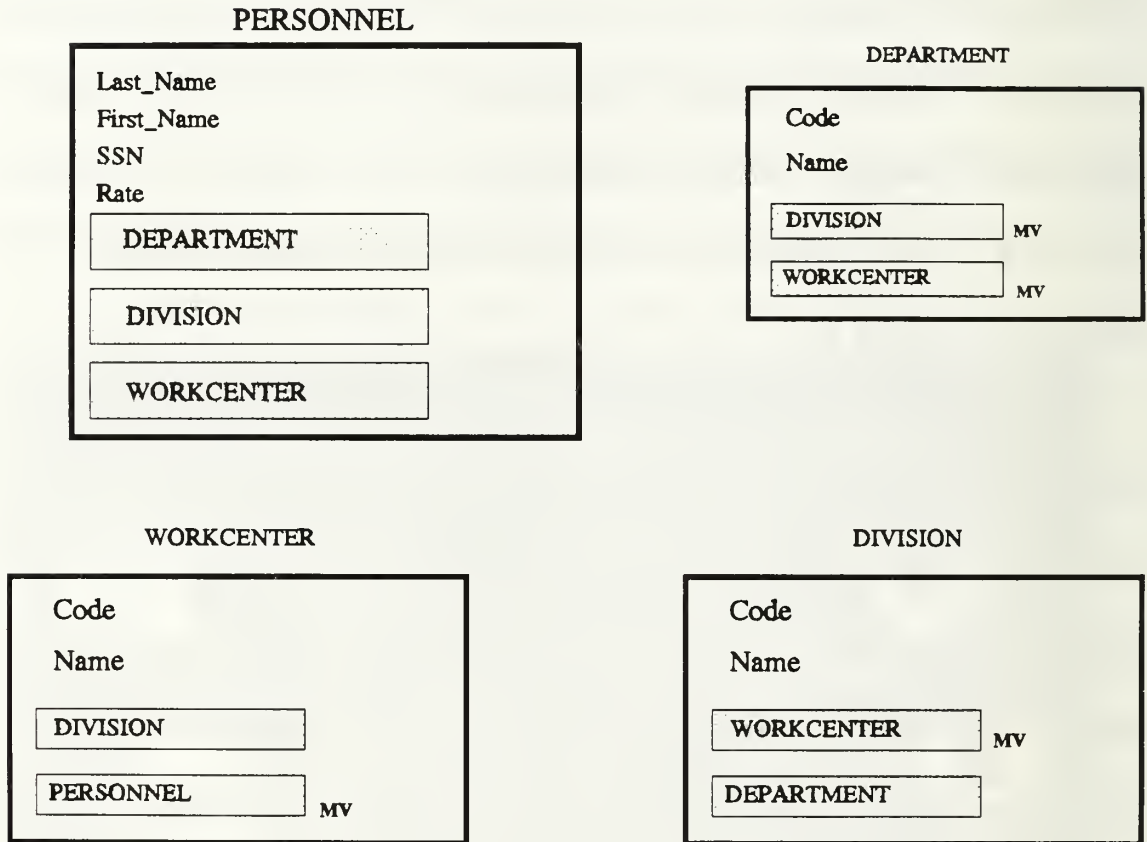 PERSONNEL
Last_Name
First_Name
SSN
Rate
DEPARTMENT
DIVISION
WORKCENTER
DEPARTMENT
Code
Name
DIVISION MV
WORKCENTER MV
WORKCENTER
Code
Name
DIVISION
PERSONNEL MV
DIVISION
Code
Name
WORKCENTER MV
DEPARTMENT